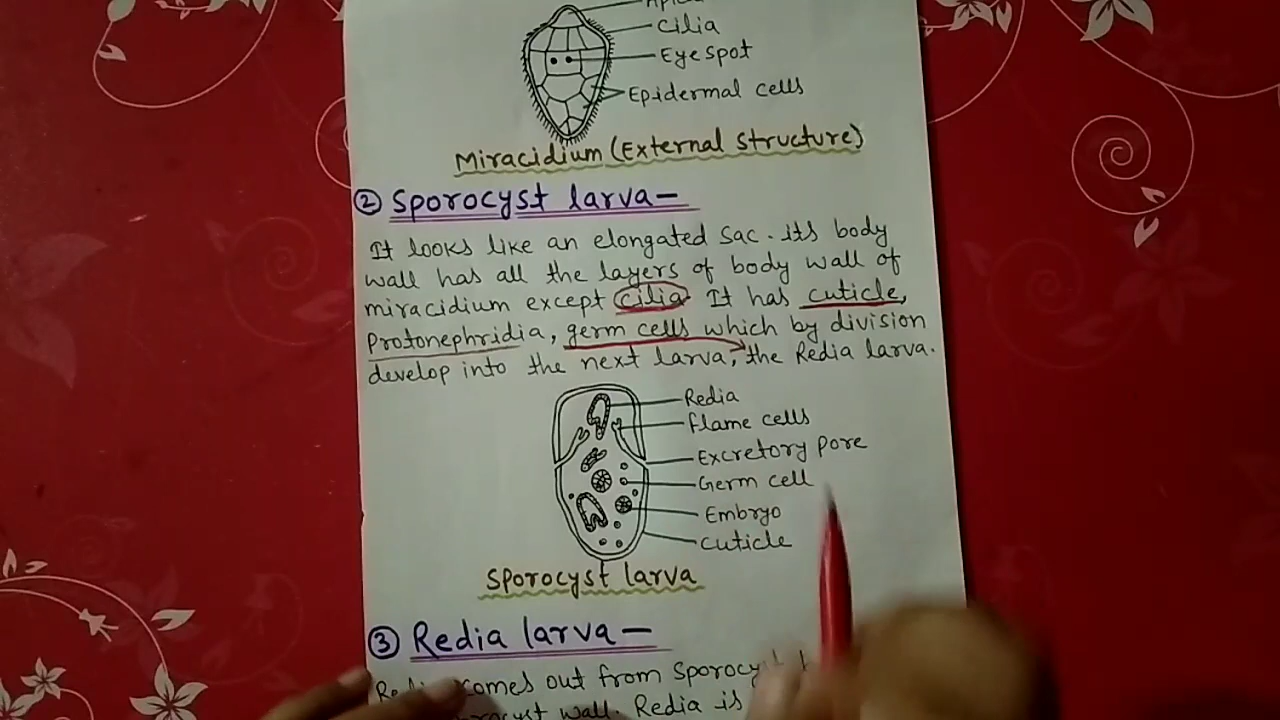 Cilia
Eye spot
Epidermal cells
Miracidium (External structure)
② Sporocyst larva—
It looks like an elongated sac. Its body
wall has all the layers of body wall of
miracidium except cilia. It has cuticle,
Protonephridia, germ cells which by division
develop into the next larva, the Redia larva.
Redia
flame cells
Excretory pore
Germ cell
Embryo
cuticle
Sporocyst larva
③ Redia larva—
comes out from Sporocyst
wall. Redia is